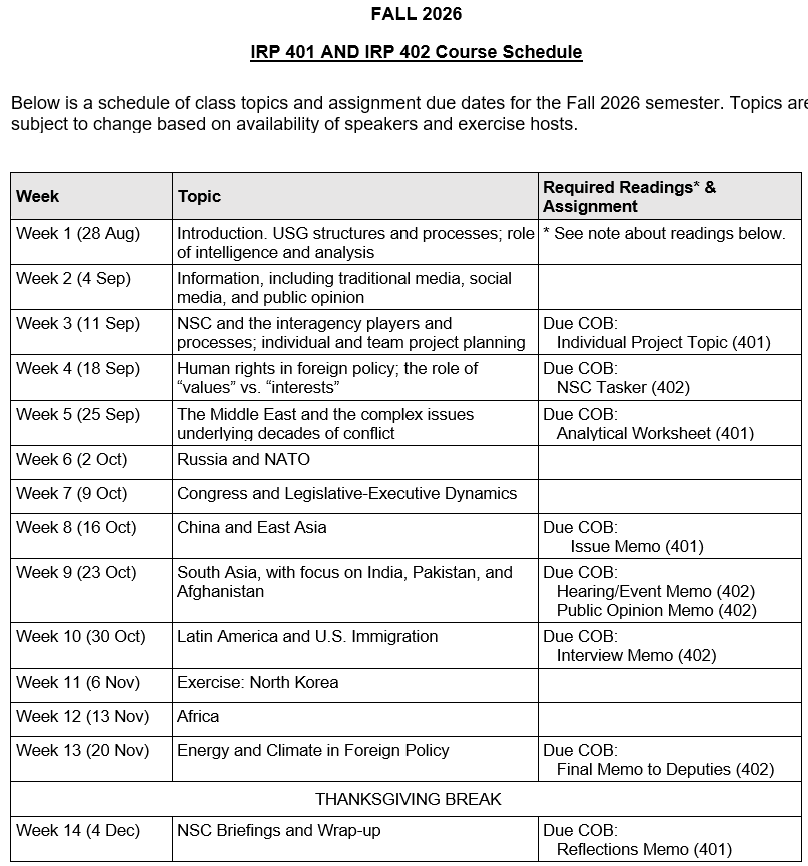 FALL 2026
IRP 401 AND IRP 402 Course Schedule
Below is a schedule of class topics and assignment due dates for the Fall 2026 semester. Topics are
subject to change based on availability of speakers and exercise hosts.
Week
Topic
Required Readings* &
Assignment
Week 1 (28 Aug)
Introduction. USG structures and processes; role
of intelligence and analysis
* See note about readings below.
Week 2 (4 Sep)
Information, including traditional media, social
media, and public opinion
Week 3 (11 Sep)
NSC and the interagency players and
processes; individual and team project planning
Due COB:
Individual Project Topic (401)
Week 4 (18 Sep)
Human rights in foreign policy; the role of
“values” vs. “interests”
Due COB:
NSC Tasker (402)
Week 5 (25 Sep)
The Middle East and the complex issues
underlying decades of conflict
Due COB:
Analytical Worksheet (401)
Week 6 (2 Oct)
Russia and NATO
Week 7 (9 Oct)
Congress and Legislative-Executive Dynamics
Week 8 (16 Oct)
China and East Asia
Due COB:
Issue Memo (401)
Week 9 (23 Oct)
South Asia, with focus on India, Pakistan, and
Afghanistan
Due COB:
Hearing/Event Memo (402)
Public Opinion Memo (402)
Week 10 (30 Oct)
Latin America and U.S. Immigration
Due COB:
Interview Memo (402)
Week 11 (6 Nov)
Exercise: North Korea
Week 12 (13 Nov)
Africa
Week 13 (20 Nov)
Energy and Climate in Foreign Policy
Due COB:
Final Memo to Deputies (402)
THANKSGIVING BREAK
Week 14 (4 Dec)
NSC Briefings and Wrap-up
Due COB:
Reflections Memo (401)